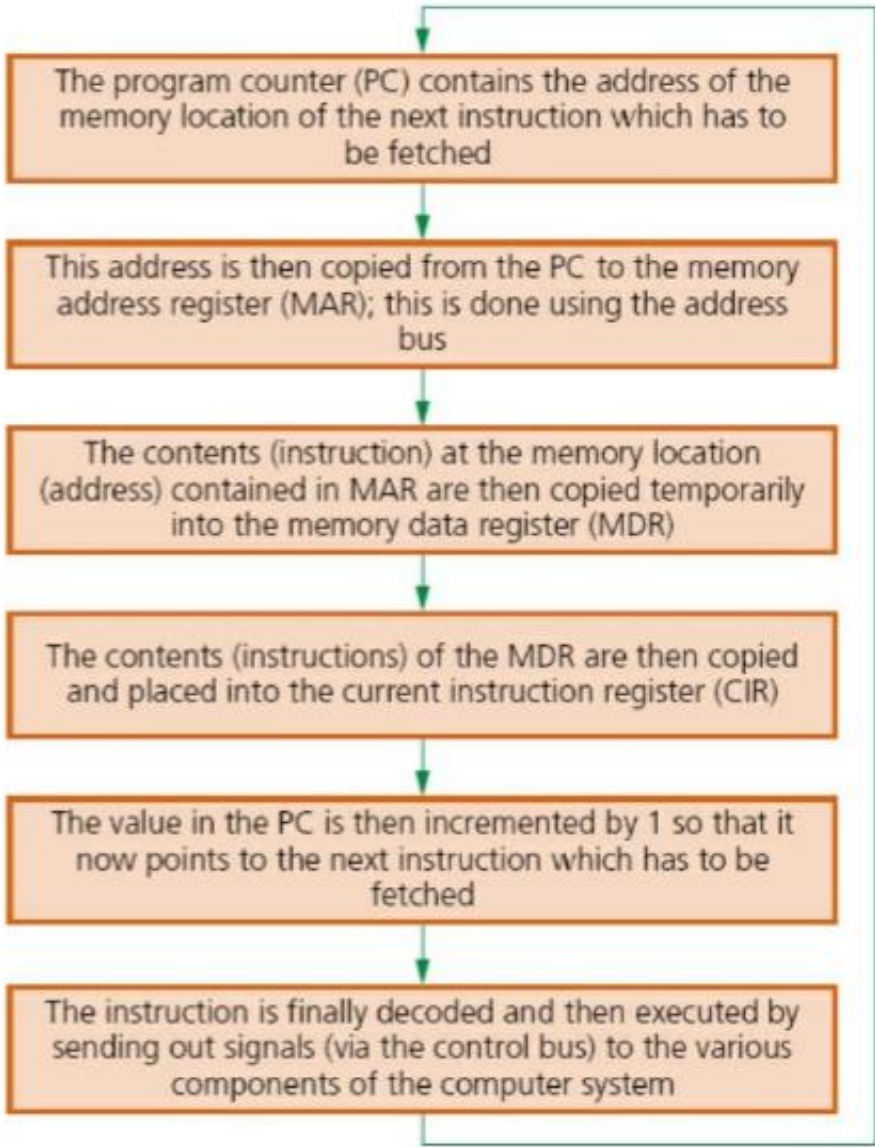 The program counter (PC) contains the address of the
memory location of the next instruction which has to
be fetched
This address is then copied from the PC to the memory
address register (MAR); this is done using the address
bus
The contents (instruction) at the memory location
(address) contained in MAR are then copied temporarily
into the memory data register (MDR)
The contents (instructions) of the MDR are then copied
and placed into the current instruction register (CIR)
The value in the PC is then incremented by 1 so that it
now points to the next instruction which has to be
fetched
The instruction is finally decoded and then executed by
sending out signals (via the control bus) to the various
components of the computer system